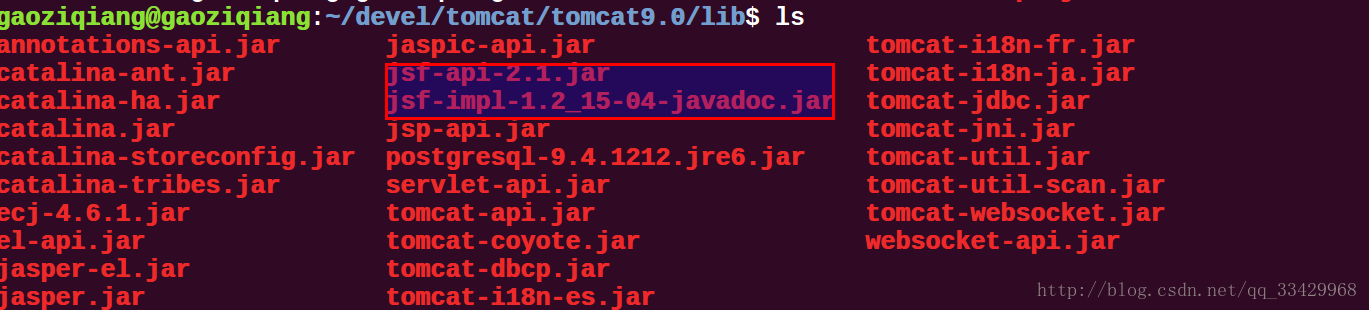 gaoziqiang@gaoziqiang:~/devel/tomcat/tomcat9.0/lib$ ls
annotations-api.jar jaspic-api.jar tomcat-i18n-fr.jar
catalina-ant.jar jsf-api-2.1.jar tomcat-i18n-ja.jar
catalina-ha.jar jsf-impl-1.2_15-04-javadoc.jar tomcat-jdbc.jar
catalina.jar jsp-api.jar tomcat-jni.jar
catalina-storeconfig.jar postgresql-9.4.1212.jre6.jar tomcat-util.jar
catalina-tribes.jar servlet-api.jar tomcat-util-scan.jar
ecj-4.6.1.jar tomcat-api.jar tomcat-websocket.jar
el-api.jar tomcat-coyote.jar websocket-api.jar
jasper-el.jar tomcat-dbcp.jar
jasper.jar tomcat-i18n-es.jar
http://blog.csdn.net/qq_33429968